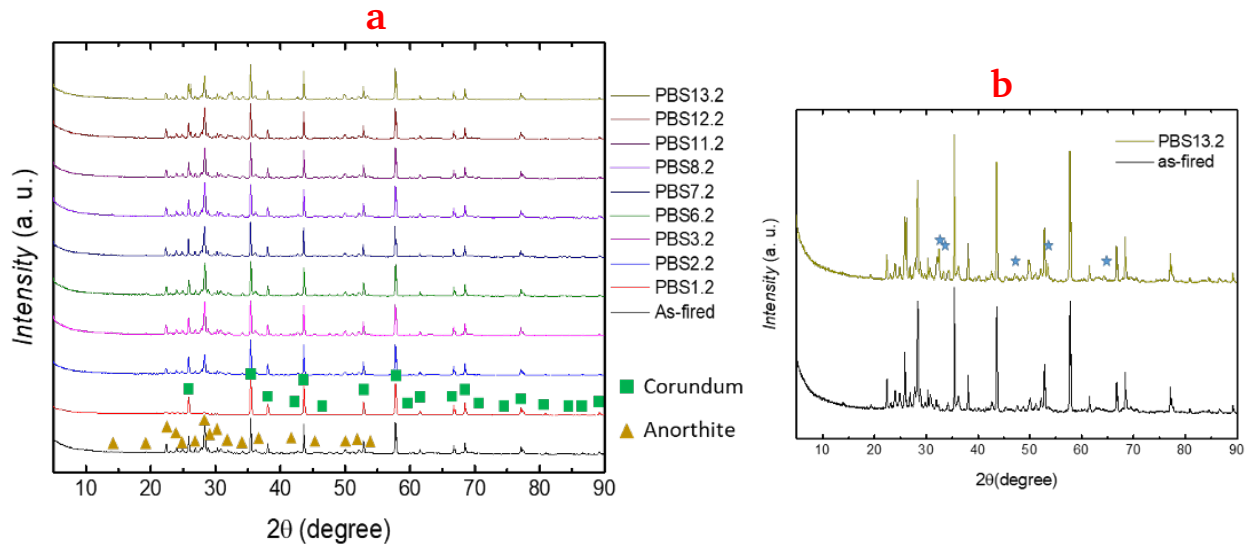 a
Intensity (a. u.)
PBS13.2
PBS12.2
PBS11.2
PBS8.2
PBS7.2
PBS6.2
PBS3.2
PBS2.2
PBS1.2
As-fired
Corundum
Anorthite
10 20 30 40 50 60 70 80 90
2θ (degree)
b
Intensity (a. u.)
PBS13.2
as-fired
10 20 30 40 50 60 70 80 90
2θ(degree)